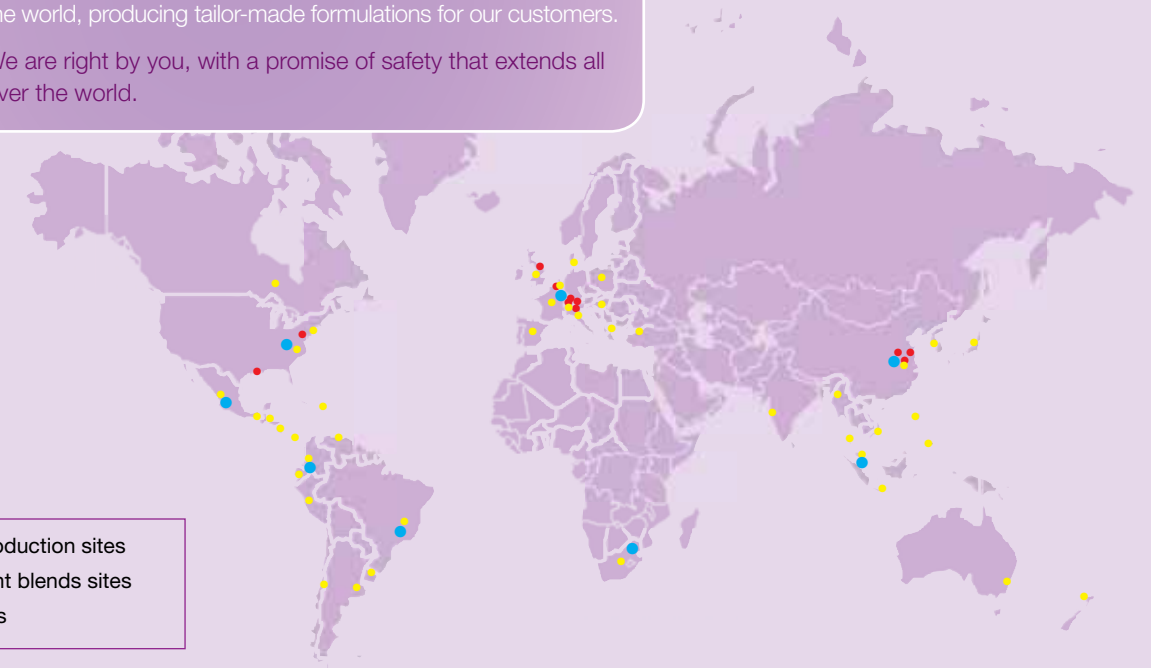 the world, producing tailor-made formulations for our customers.
We are right by you, with a promise of safety that extends all
over the world.
oduction sites
nt blends sites
s